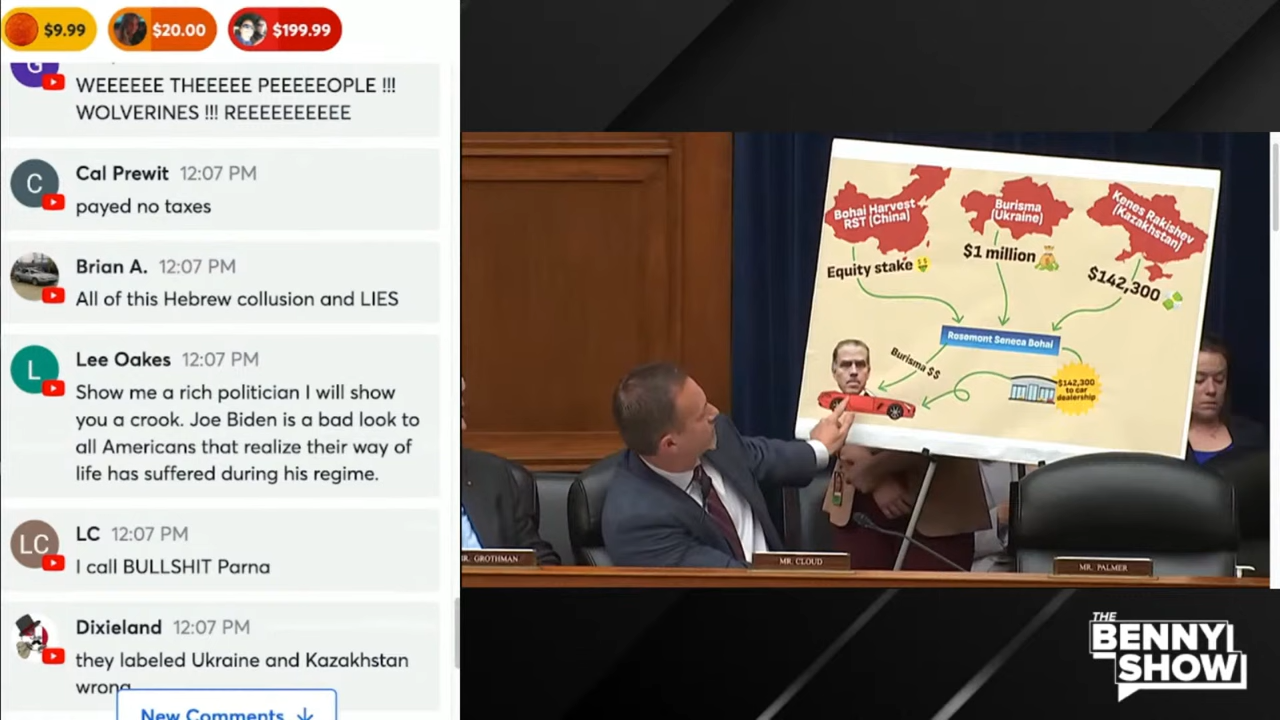 $9.99
$20.00
$199.99
WEEEEEE THEEEEE PEEEEEOPLE !!!
WOLVERINES !!! REEEEEEEEEE
C
Cal Prewit 12:07 PM
payed no taxes
Brian A. 12:07 PM
All of this Hebrew collusion and LIES
L
Lee Oakes 12:07 PM
Show me a rich politician I will show
you a crook. Joe Biden is a bad look to
all Americans that realize their way of
life has suffered during his regime.
LC
LC 12:07 PM
I call BULLSHIT Parna
Dixieland 12:07 PM
they labeled Ukraine and Kazakhstan
wrong
New Comments
Bohai Harvest
RST (China)
Burisma
(Ukraine)
Kenes Rakishev
(Kazakhstan)
Equity stake
$1 million
$142,300
Rosemont Seneca Bohai
Burisma $$
$142,300
to car
dealership
MR. GROTHMAN
MR. CLOUD
MR. PALMER
THE
BENNY
SHOW